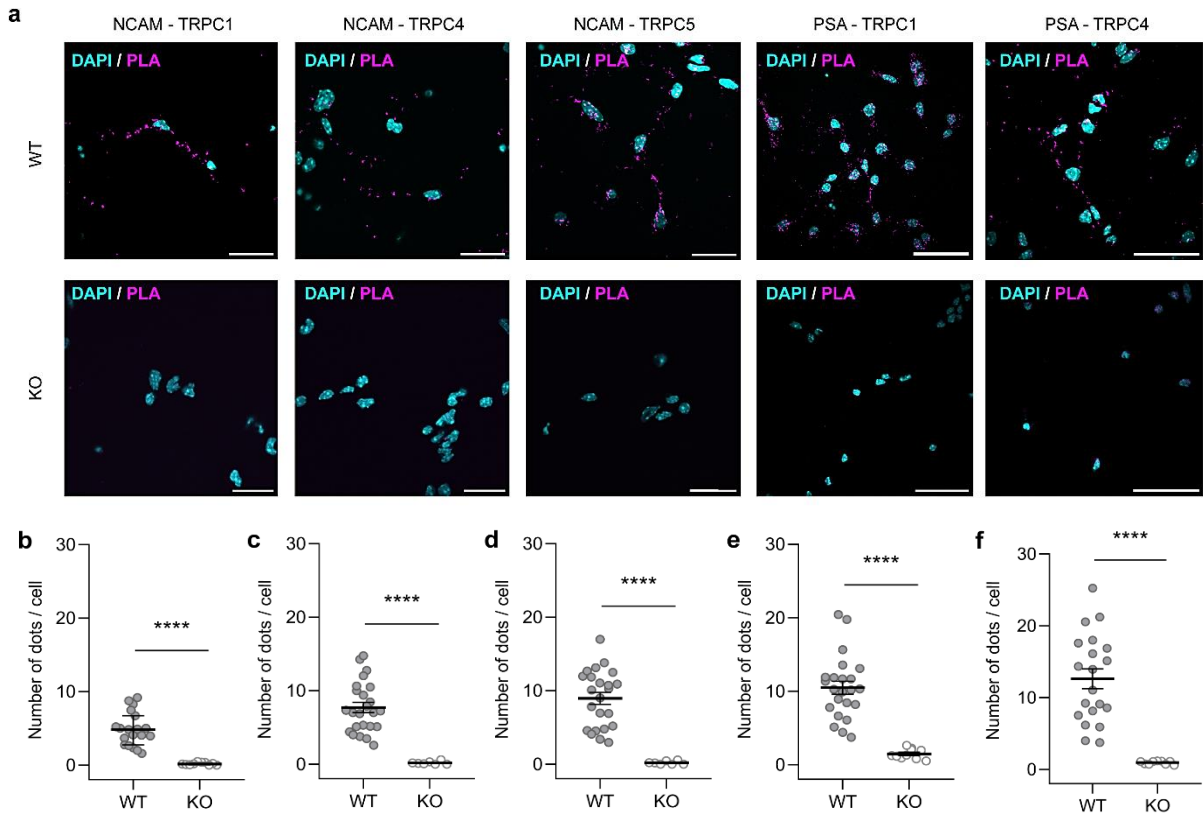 a
NCAM - TRPC1 NCAM - TRPC4 NCAM - TRPC5 PSA - TRPC1 PSA - TRPC4
WT
DAPI / PLA DAPI / PLA DAPI / PLA DAPI / PLA DAPI / PLA
KO
DAPI / PLA DAPI / PLA DAPI / PLA DAPI / PLA DAPI / PLA
b
Number of dots / cell
30
20
10
0
****
WT KO
c
Number of dots / cell
30
20
10
0
****
WT KO
d
Number of dots / cell
30
20
10
0
****
WT KO
e
Number of dots / cell
30
20
10
0
****
WT KO
f
Number of dots / cell
30
20
10
0
****
WT KO